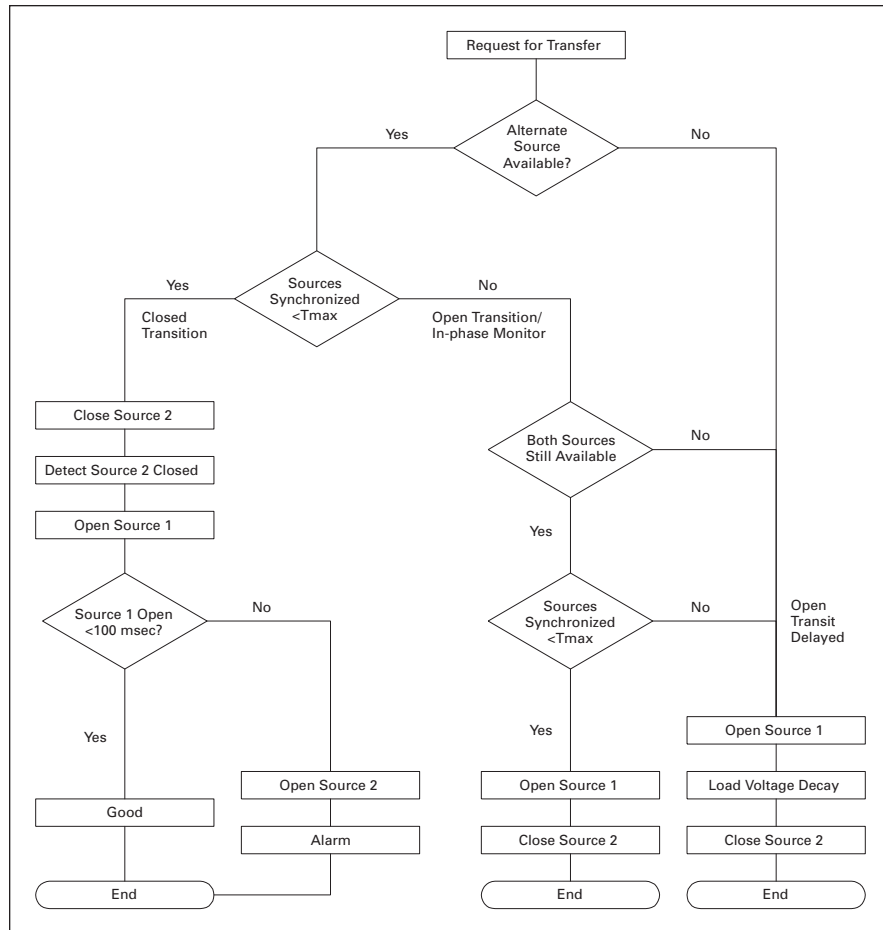 Request for Transfer
Yes
Alternate
Source
Available?
No
Yes
Closed
Transition
Sources
Synchronized
<Tmax
No
Open Transition/
In-phase Monitor
Close Source 2
Detect Source 2 Closed
Open Source 1
Both Sources
Still Available
No
Yes
Source 1 Open
<100 msec?
No
Sources
Synchronized
<Tmax
No
Open
Transit
Delayed
Yes
Yes
Open Source 1
Open Source 2
Open Source 1
Load Voltage Decay
Good
Alarm
Close Source 2
Close Source 2
End
End
End